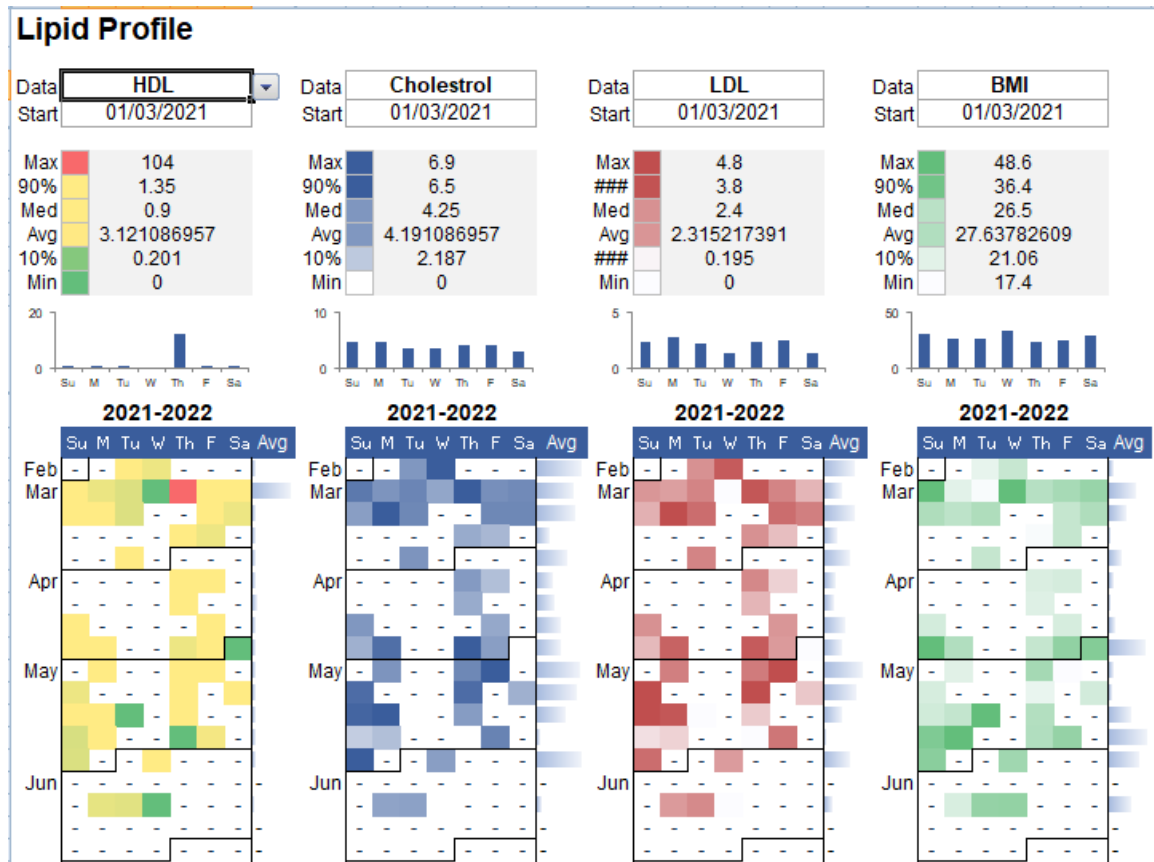 Lipid Profile
Data HDL Data Cholestrol Data LDL Data BMI
Start 01/03/2021 Start 01/03/2021 Start 01/03/2021 Start 01/03/2021
Max 104 Max 6.9 Max 4.8 Max 48.6
90% 1.35 90% 6.5 ### 3.8 90% 36.4
Med 0.9 Med 4.25 Med 2.4 Med 26.5
Avg 3.121086957 Avg 4.191086957 Avg 2.315217391 Avg 27.63782609
10% 0.201 10% 2.187 ### 0.195 10% 21.06
Min 0 Min 0 Min 0 Min 17.4
20 10 5 50
0 0 0 0
Su M Tu W Th F Sa Su M Tu W Th F Sa Su M Tu W Th F Sa Su M Tu W Th F Sa
2021-2022 2021-2022 2021-2022 2021-2022
Su M Tu W Th F Sa Avg Su M Tu W Th F Sa Avg Su M Tu W Th F Sa Avg Su M Tu W Th F Sa Avg
Feb Feb Feb Feb
Mar Mar Mar Mar
Apr Apr Apr Apr
May May May May
Jun Jun Jun Jun